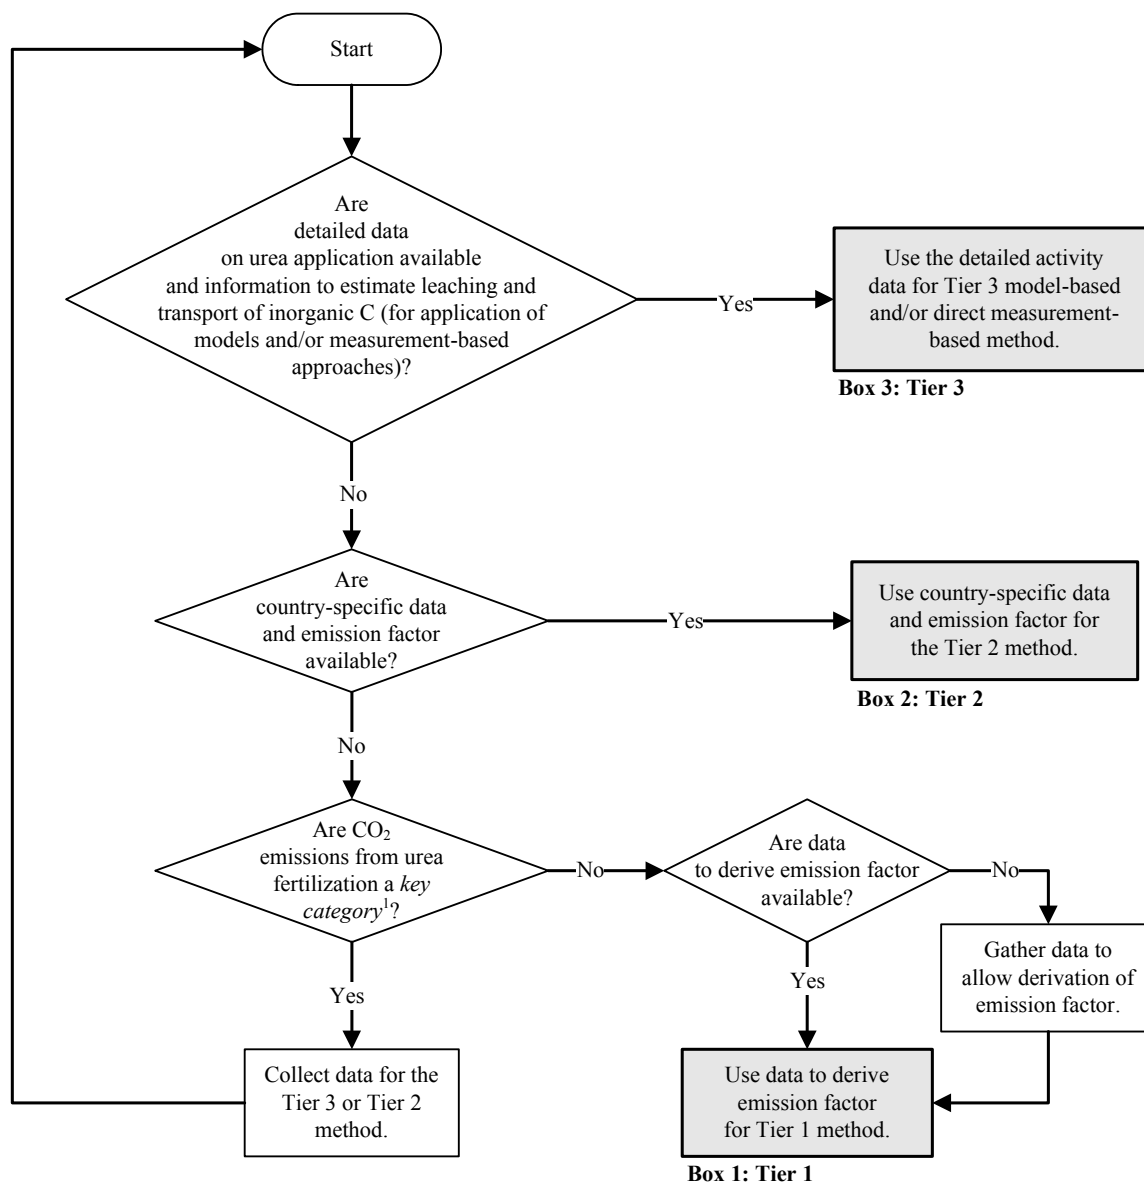 Start
Are
detailed data
on urea application available
and information to estimate leaching and
transport of inorganic C (for application of
models and/or measurement-based
approaches)?
Yes
Use the detailed activity
data for Tier 3 model-based
and/or direct measurement-
based method.
Box 3: Tier 3
No
Are
country-specific data
and emission factor
available?
Yes
Use country-specific data
and emission factor for
the Tier 2 method.
Box 2: Tier 2
No
Are CO₂
emissions from urea
fertilization a key
category¹?
No
Are data
to derive emission factor
available?
No
Gather data to
allow derivation of
emission factor.
Yes
Yes
Collect data for the
Tier 3 or Tier 2
method.
Use data to derive
emission factor
for Tier 1 method.
Box 1: Tier 1